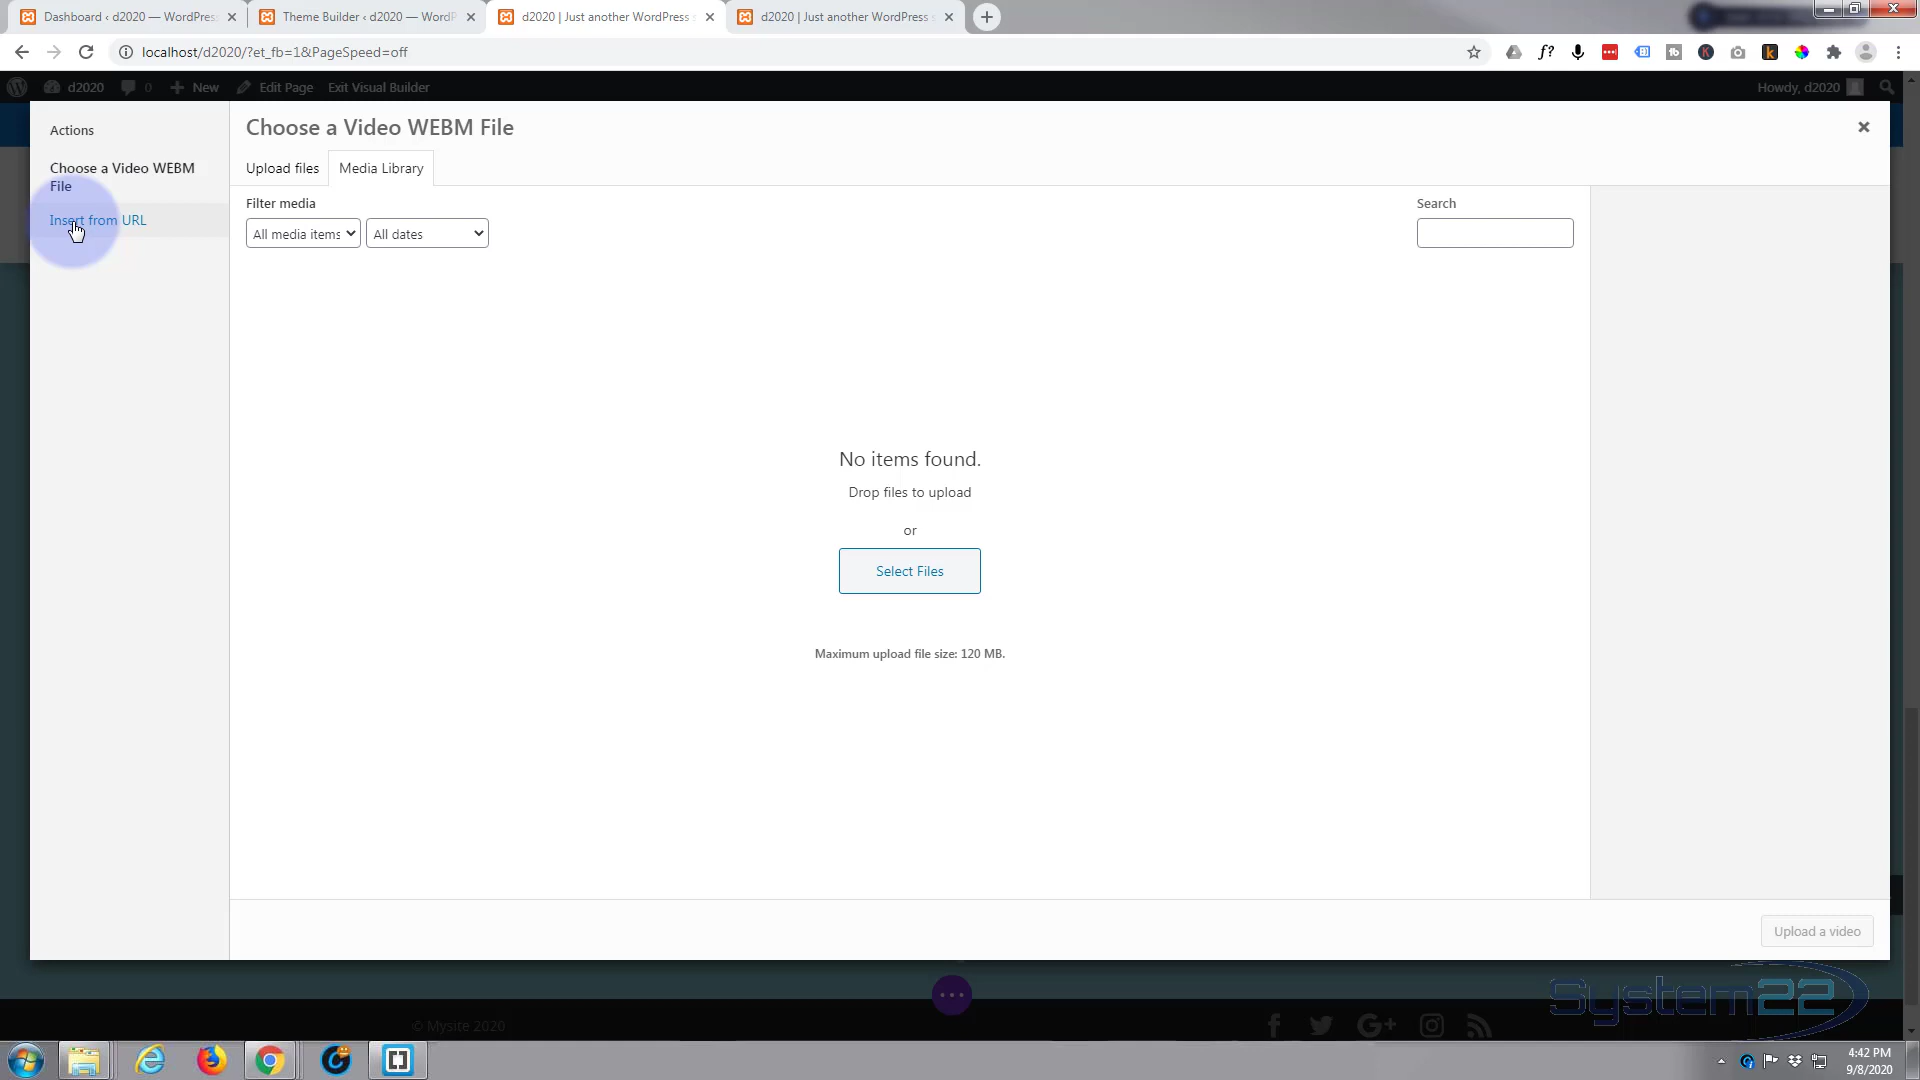 Dashboard ‹ d2020 — WordPres
Theme Builder ‹ d2020 — WordP
d2020 | Just another WordPress
d2020 | Just another WordPress
localhost/d2020/?et_fb=1&PageSpeed=off
d2020
0
New
Edit Page
Exit Visual Builder
Howdy, d2020
Actions
Choose a Video WEBM
File
Insert from URL
Choose a Video WEBM File
Upload files
Media Library
Filter media
All media items
All dates
Search
No items found.
Drop files to upload
or
Select Files
Maximum upload file size: 120 MB.
Upload a video
System22
© Mysite 2020
4:42 PM
9/8/2020